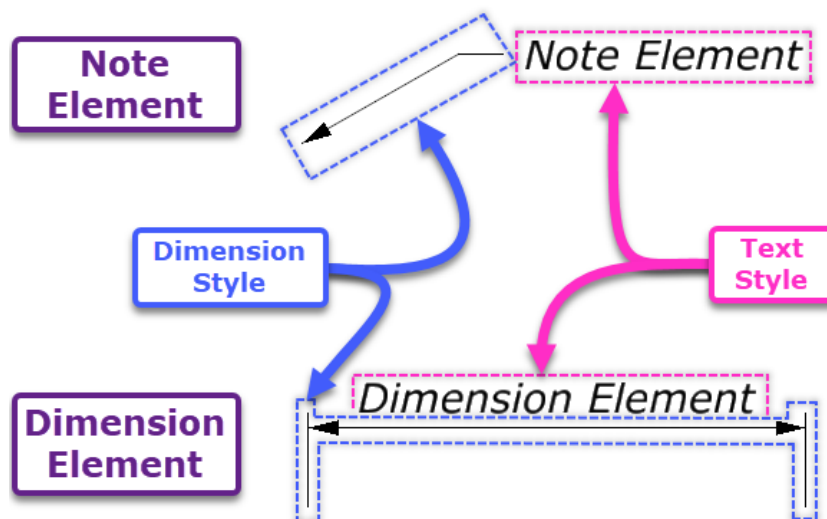 Note
Element
Note Element
Dimension
Style
Text
Style
Dimension
Element
Dimension Element